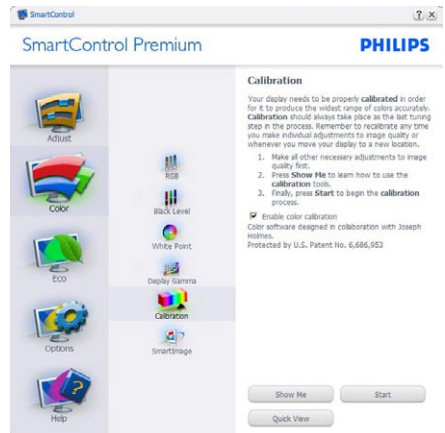 SmartControl
SmartControl Premium
PHILIPS
Adjust
Color
Eco
Options
Help
RGB
Black Level
White Point
Display Gamma
Calibration
SmartImage
Calibration
Your display needs to be properly calibrated in order
for it to produce the widest range of colors accurately.
Calibration should always take place as the last tuning
step in the process. Remember to recalibrate any time
you make individual adjustments to image quality or
whenever you move your display to a new location.
1. Make all other necessary adjustments to image
quality first.
2. Press Show Me to learn how to use the
calibration tools.
3. Finally, press Start to begin the calibration
process.
Enable color calibration
Color software designed in collaboration with Joseph
Holmes.
Protected by U.S. Patent No. 6,686,953
Show Me
Start
Quick View